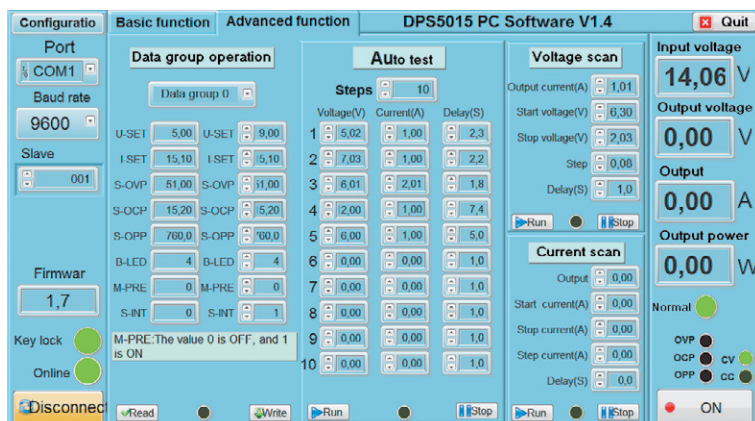 Configuratio
Basic function
Advanced function
DPS5015 PC Software V1.4
Quit
Port
COM1
Baud rate
9600
Slave
001
Firmwar
1,7
Key lock
Online
Disconnect
Data group operation
Data group 0
U-SET 5,00 U-SET 9,00
I-SET 15,10 I-SET 5,10
S-OVP 51,00 S-OVP 51,00
S-OCP 15,20 S-OCP 5,20
S-OPP 760,0 S-OPP 760,0
B-LED 4 B-LED 4
M-PRE 0 M-PRE 0
S-INT 0 S-INT 1
M-PRE:The value 0 is OFF, and 1
is ON
Read
Write
Auto test
Steps 10
Voltage(V) Current(A) Delay(S)
1 5,02 1,00 2,3
2 7,03 1,00 2,2
3 6,01 2,01 1,8
4 2,00 1,00 7,4
5 6,00 1,00 5,0
6 0,00 0,00 1,0
7 0,00 0,00 1,0
8 0,00 0,00 1,0
9 0,00 0,00 1,0
10 0,00 0,00 1,0
Run
Stop
Voltage scan
Output current(A) 1,01
Start voltage(V) 6,30
Stop voltage(V) 2,03
Step 0,08
Delay(S) 1,0
Run
Stop
Current scan
Output 0,00
Start current(A) 0,00
Stop current(A) 0,00
Step current(A) 0,00
Delay(S) 0,0
Run
Stop
Input voltage
14,06 V
Output voltage
0,00 V
Output
0,00 A
Output power
0,00 W
Normal
OVP
OCP CV
OPP CC
ON